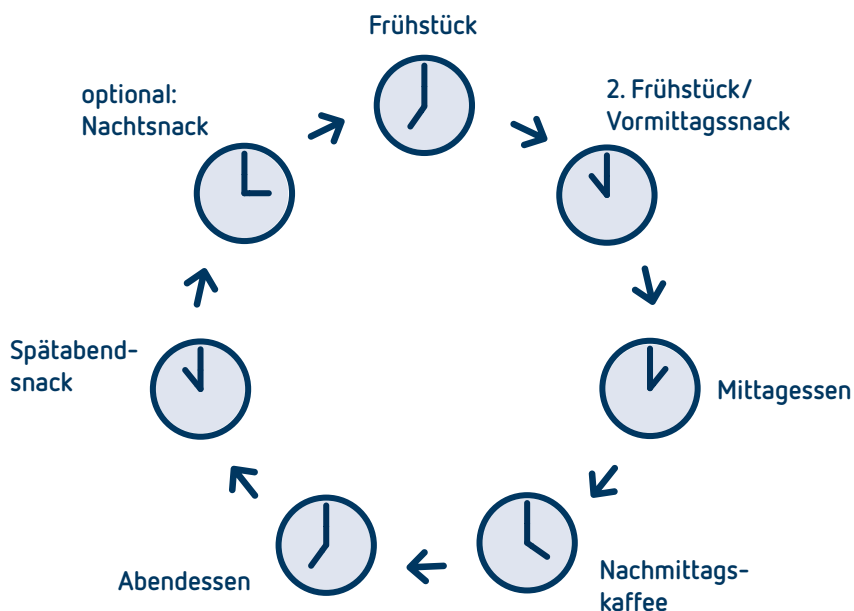 Frühstück
2. Frühstück/
Vormittagssnack
Mittagessen
Nachmittags-
kaffee
Abendessen
Spätabend-
snack
optional:
Nachtsnack